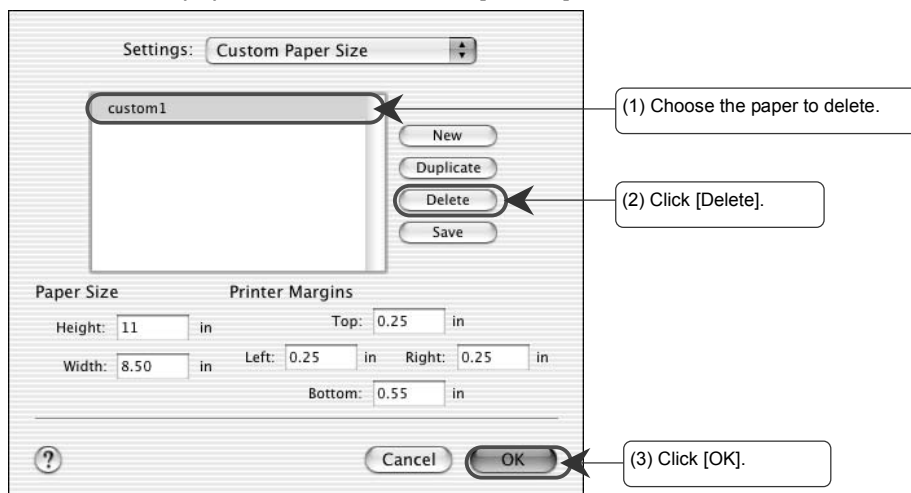 Settings: Custom Paper Size
custom1
(1) Choose the paper to delete.
New
Duplicate
Delete
(2) Click [Delete].
Save
Paper Size Printer Margins
Height: 11 in
Top: 0.25 in
Width: 8.50 in
Left: 0.25 in Right: 0.25 in
Bottom: 0.55 in
? Cancel OK
(3) Click [OK].